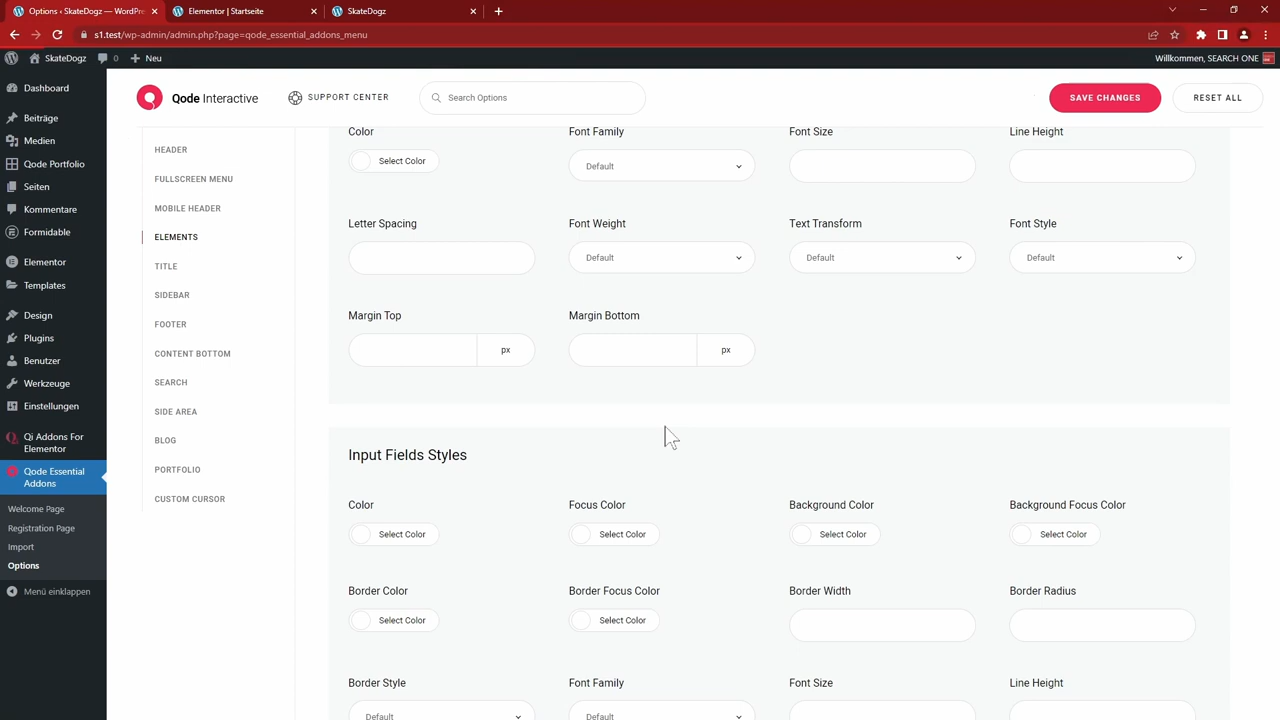 Options ‹ SkateDogz — WordPre
Elementor | Startseite
SkateDogz
s1.test/wp-admin/admin.php?page=qode_essential_addons_menu
SkateDogz
0
Neu
Willkommen, SEARCH ONE
Dashboard
Beiträge
Medien
Qode Portfolio
Seiten
Kommentare
Formidable
Elementor
Templates
Design
Plugins
Benutzer
Werkzeuge
Einstellungen
Qi Addons For
Elementor
Qode Essential
Addons
Welcome Page
Registration Page
Import
Options
Menü einklappen
Qode Interactive
SUPPORT CENTER
Search Options
SAVE CHANGES
RESET ALL
HEADER
FULLSCREEN MENU
MOBILE HEADER
ELEMENTS
TITLE
SIDEBAR
FOOTER
CONTENT BOTTOM
SEARCH
SIDE AREA
BLOG
PORTFOLIO
CUSTOM CURSOR
Color Font Family Font Size Line Height
Select Color Default
Letter Spacing Font Weight Text Transform Font Style
Default Default Default
Margin Top Margin Bottom
px px
Input Fields Styles
Color Focus Color Background Color Background Focus Color
Select Color Select Color Select Color Select Color
Border Color Border Focus Color Border Width Border Radius
Select Color Select Color
Border Style Font Family Font Size Line Height
Default Default